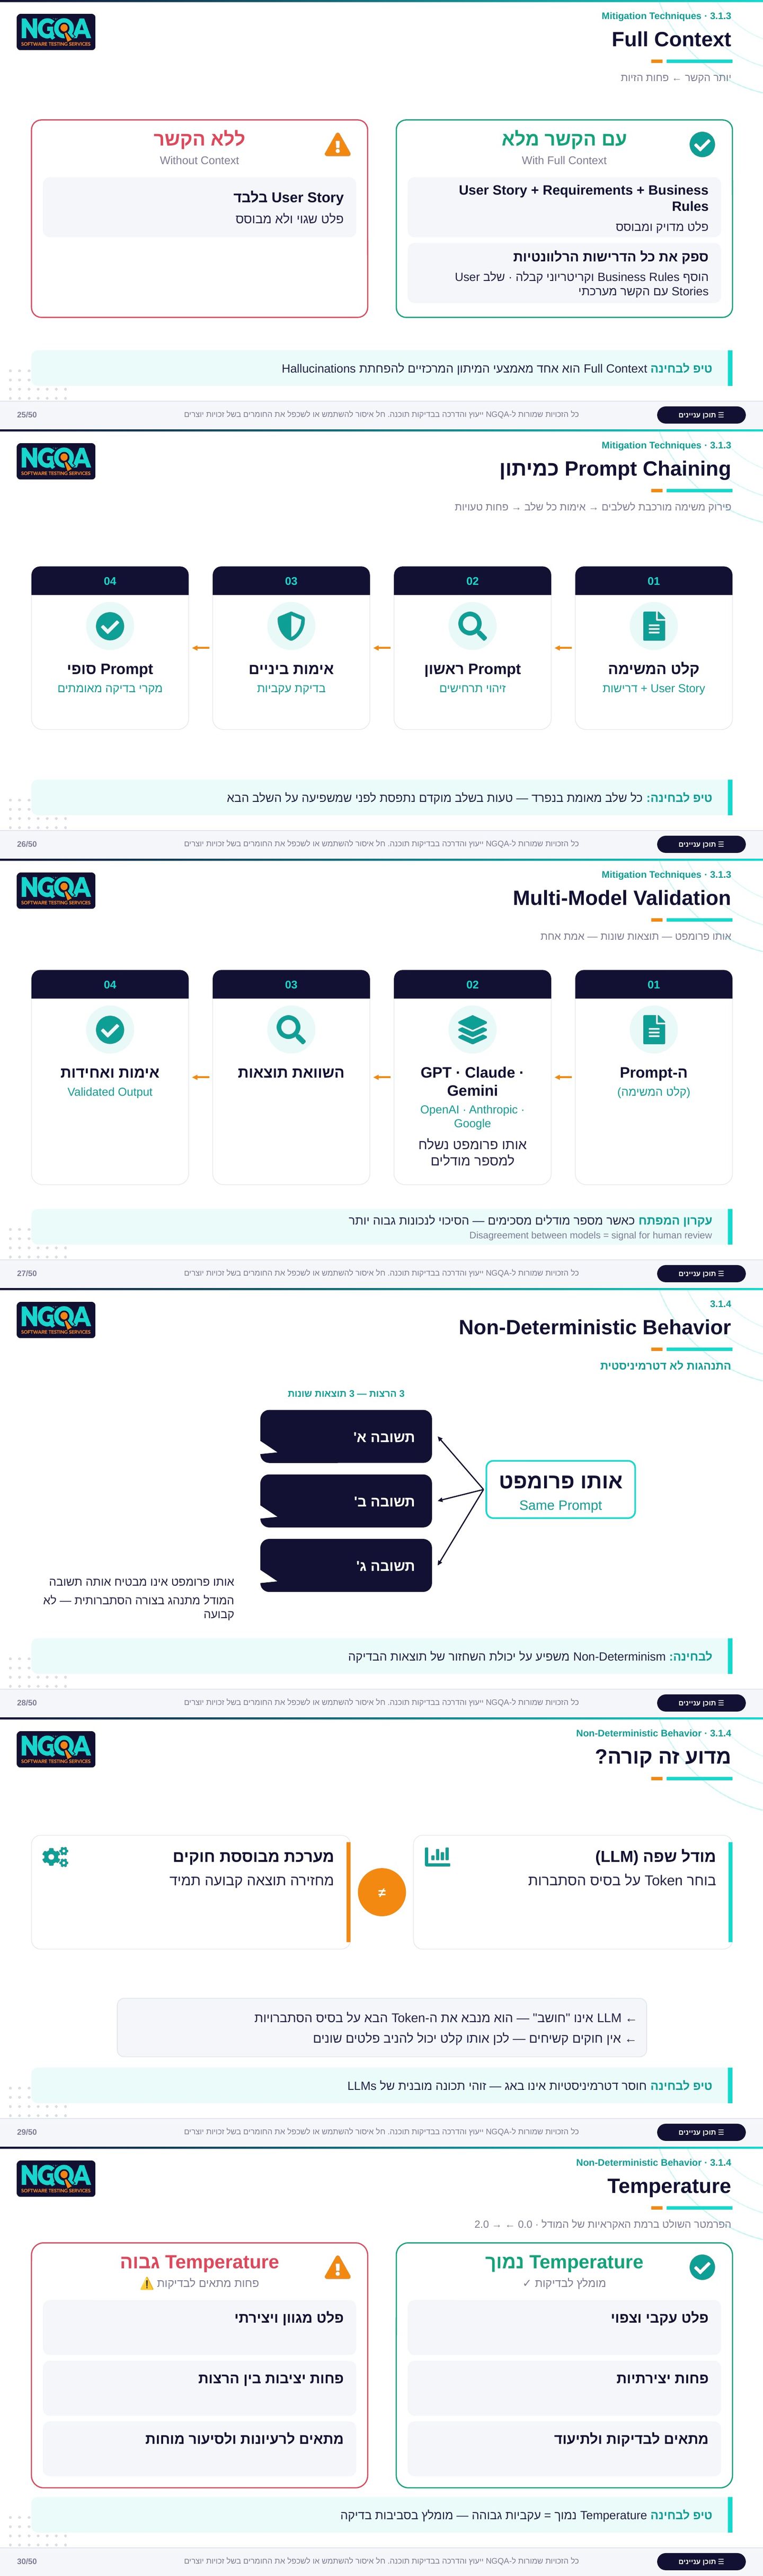 NGQA
SOFTWARE TESTING SERVICES
Mitigation Techniques · 3.1.3
Full Context
יותר הקשר ← פחות הזיות
עם הקשר מלא
With Full Context
User Story + Requirements + Business
Rules
פלט מדויק ומבוסס
ספק את כל הדרישות הרלוונטיות
הוסף Business Rules וקריטריוני קבלה · שלב User
Stories עם הקשר מערכתי
ללא הקשר
Without Context
User Story בלבד
פלט שגוי ולא מבוסס
טיפ לבחינה Full Context הוא אחד מאמצעי המיתון המרכזיים להפחתת Hallucinations
☰ תוכן עניינים
כל הזכויות שמורות ל-NGQA ייעוץ והדרכה בבדיקות תוכנה. חל איסור להשתמש או לשכפל את החומרים בשל זכויות יוצרים
25/50
NGQA
SOFTWARE TESTING SERVICES
Mitigation Techniques · 3.1.3
Prompt Chaining כמיתון
פירוק משימה מורכבת לשלבים → אימות כל שלב → פחות טעויות
01
קלט המשימה
User Story + דרישות
02
Prompt ראשון
זיהוי תרחישים
03
אימות ביניים
בדיקת עקביות
04
Prompt סופי
מקרי בדיקה מאומתים
טיפ לבחינה: כל שלב מאומת בנפרד — טעות בשלב מוקדם נתפסת לפני שמשפיעה על השלב הבא
☰ תוכן עניינים
כל הזכויות שמורות ל-NGQA ייעוץ והדרכה בבדיקות תוכנה. חל איסור להשתמש או לשכפל את החומרים בשל זכויות יוצרים
26/50
NGQA
SOFTWARE TESTING SERVICES
Mitigation Techniques · 3.1.3
Multi-Model Validation
אותו פרומפט — תוצאות שונות — אמת אחת
01
ה-Prompt
(קלט המשימה)
02
GPT · Claude ·
Gemini
OpenAI · Anthropic ·
Google
אותו פרומפט נשלח
למספר מודלים
03
השוואת תוצאות
04
אימות ואחידות
Validated Output
עקרון המפתח כאשר מספר מודלים מסכימים — הסיכוי לנכונות גבוה יותר
Disagreement between models = signal for human review
☰ תוכן עניינים
כל הזכויות שמורות ל-NGQA ייעוץ והדרכה בבדיקות תוכנה. חל איסור להשתמש או לשכפל את החומרים בשל זכויות יוצרים
27/50
NGQA
SOFTWARE TESTING SERVICES
3.1.4
Non-Deterministic Behavior
התנהגות לא דטרמיניסטית
3 הרצות — 3 תוצאות שונות
אותו פרומפט
Same Prompt
תשובה א'
תשובה ב'
תשובה ג'
אותו פרומפט אינו מבטיח אותה תשובה
המודל מתנהג בצורה הסתברותית — לא
קבועה
לבחינה: Non-Determinism משפיע על יכולת השחזור של תוצאות הבדיקה
☰ תוכן עניינים
כל הזכויות שמורות ל-NGQA ייעוץ והדרכה בבדיקות תוכנה. חל איסור להשתמש או לשכפל את החומרים בשל זכויות יוצרים
28/50
NGQA
SOFTWARE TESTING SERVICES
Non-Deterministic Behavior · 3.1.4
מדוע זה קורה?
מודל שפה (LLM)
בוחר Token על בסיס הסתברות
≠
מערכת מבוססת חוקים
מחזירה תוצאה קבועה תמיד
← LLM אינו "חושב" — הוא מנבא את ה-Token הבא על בסיס הסתברויות
← אין חוקים קשיחים — לכן אותו קלט יכול להניב פלטים שונים
טיפ לבחינה חוסר דטרמיניסטיות אינו באג — זוהי תכונה מובנית של LLMs
☰ תוכן עניינים
כל הזכויות שמורות ל-NGQA ייעוץ והדרכה בבדיקות תוכנה. חל איסור להשתמש או לשכפל את החומרים בשל זכויות יוצרים
29/50
NGQA
SOFTWARE TESTING SERVICES
Non-Deterministic Behavior · 3.1.4
Temperature
הפרמטר השולט ברמת האקראיות של המודל · 0.0 ← → 2.0
Temperature נמוך
מומלץ לבדיקות ✓
פלט עקבי וצפוי
פחות יצירתיות
מתאים לבדיקות ולתיעוד
Temperature גבוה
פחות מתאים לבדיקות ⚠️
פלט מגוון ויצירתי
פחות יציבות בין הרצות
מתאים לרעיונות ולסיעור מוחות
טיפ לבחינה Temperature נמוך = עקביות גבוהה — מומלץ בסביבות בדיקה
☰ תוכן עניינים
כל הזכויות שמורות ל-NGQA ייעוץ והדרכה בבדיקות תוכנה. חל איסור להשתמש או לשכפל את החומרים בשל זכויות יוצרים
30/50